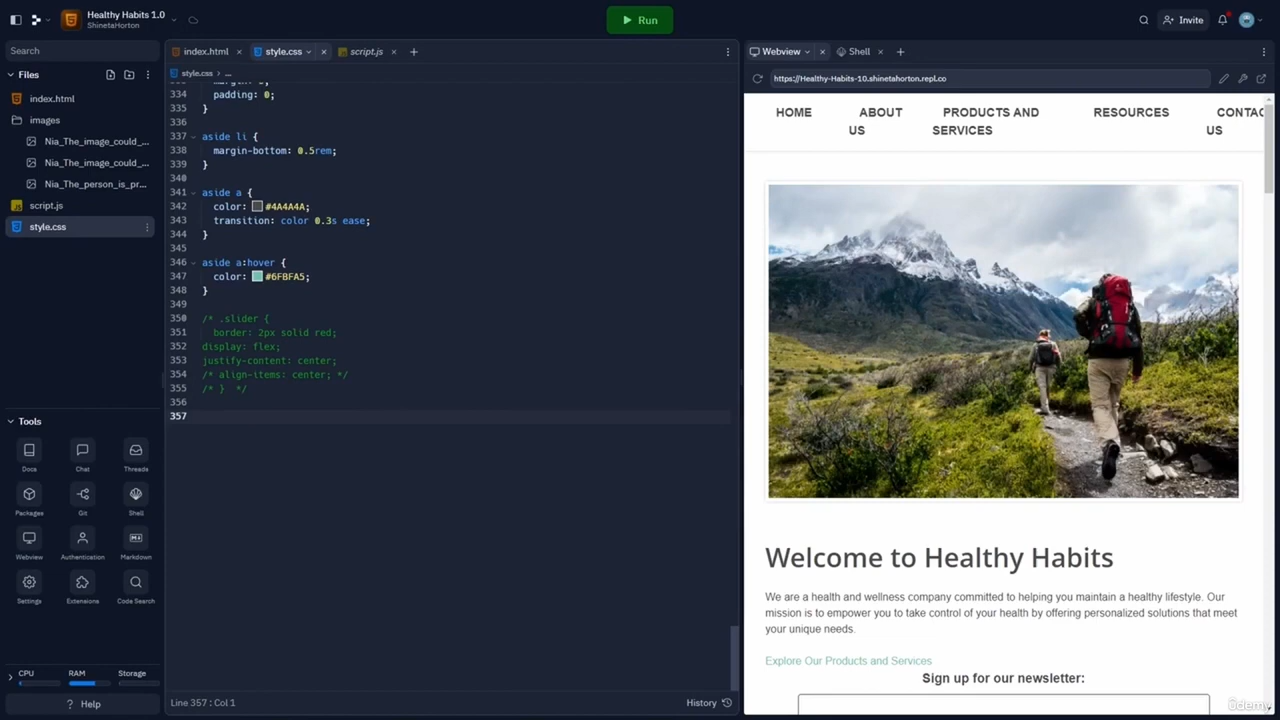 Healthy Habits 1.0
ShinetaHorton
Run
Invite
Search
Files
index.html
images
Nia_The_image_could_...
Nia_The_image_could_...
Nia_The_person_is_pr...
script.js
style.css
Tools
Docs
Chat
Threads
Packages
Git
Shell
Webview
Authentication
Markdown
Settings
Extensions
Code Search
CPU
RAM
Storage
Help
index.html
style.css
script.js
style.css > ...
334 padding: 0;
335 }
336
337 aside li {
338 margin-bottom: 0.5rem;
339 }
340
341 aside a {
342 color: #4A4A4A;
343 transition: color 0.3s ease;
344 }
345
346 aside a:hover {
347 color: #6FBFA5;
348 }
349
350 /* .slider {
351 border: 2px solid red;
352 display: flex;
353 justify-content: center;
354 /* align-items: center; */
355 /* } */
356
357
Line 357 : Col 1
History
Webview
Shell
https://Healthy-Habits-10.shinetahorton.repl.co
HOME ABOUT PRODUCTS AND RESOURCES CONTAC
US SERVICES US
Welcome to Healthy Habits
We are a health and wellness company committed to helping you maintain a healthy lifestyle. Our
mission is to empower you to take control of your health by offering personalized solutions that meet
your unique needs.
Explore Our Products and Services
Sign up for our newsletter:
ûdemy